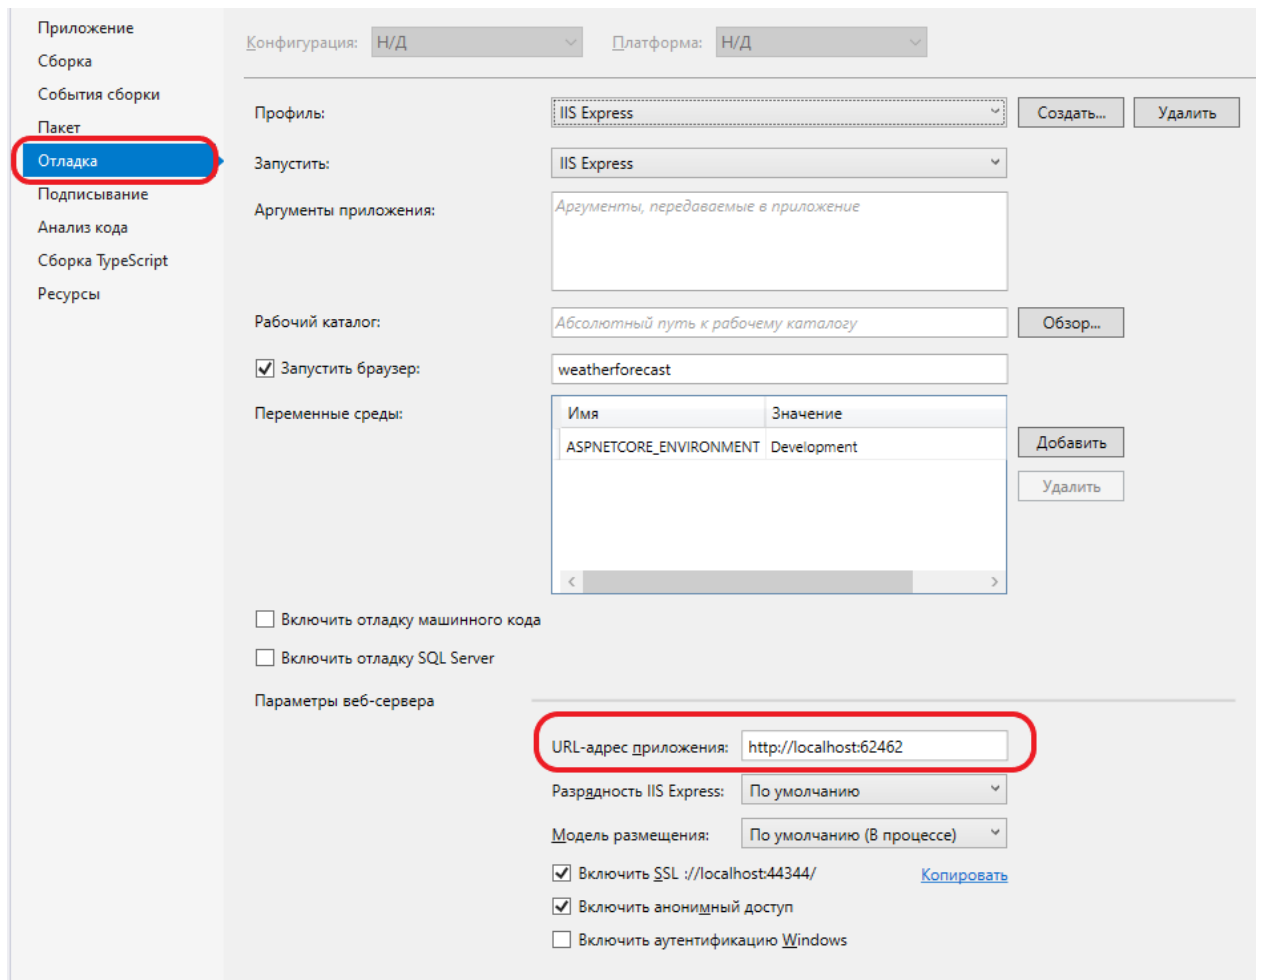 Приложение
Сборка
События сборки
Пакет
Отладка
Подписывание
Анализ кода
Сборка TypeScript
Ресурсы
Конфигурация: Н/Д Платформа: Н/Д
Профиль: IIS Express Создать... Удалить
Запустить: IIS Express
Аргументы приложения: Аргументы, передаваемые в приложение
Рабочий каталог: Абсолютный путь к рабочему каталогу Обзор...
Запустить браузер: weatherforecast
Переменные среды: Имя Значение
ASPNETCORE_ENVIRONMENT Development Добавить
Удалить
Включить отладку машинного кода
Включить отладку SQL Server
Параметры веб-сервера
URL-адрес приложения: http://localhost:62462
Разрядность IIS Express: По умолчанию
Модель размещения: По умолчанию (В процессе)
Включить SSL ://localhost:44344/ Копировать
Включить анонимный доступ
Включить аутентификацию Windows